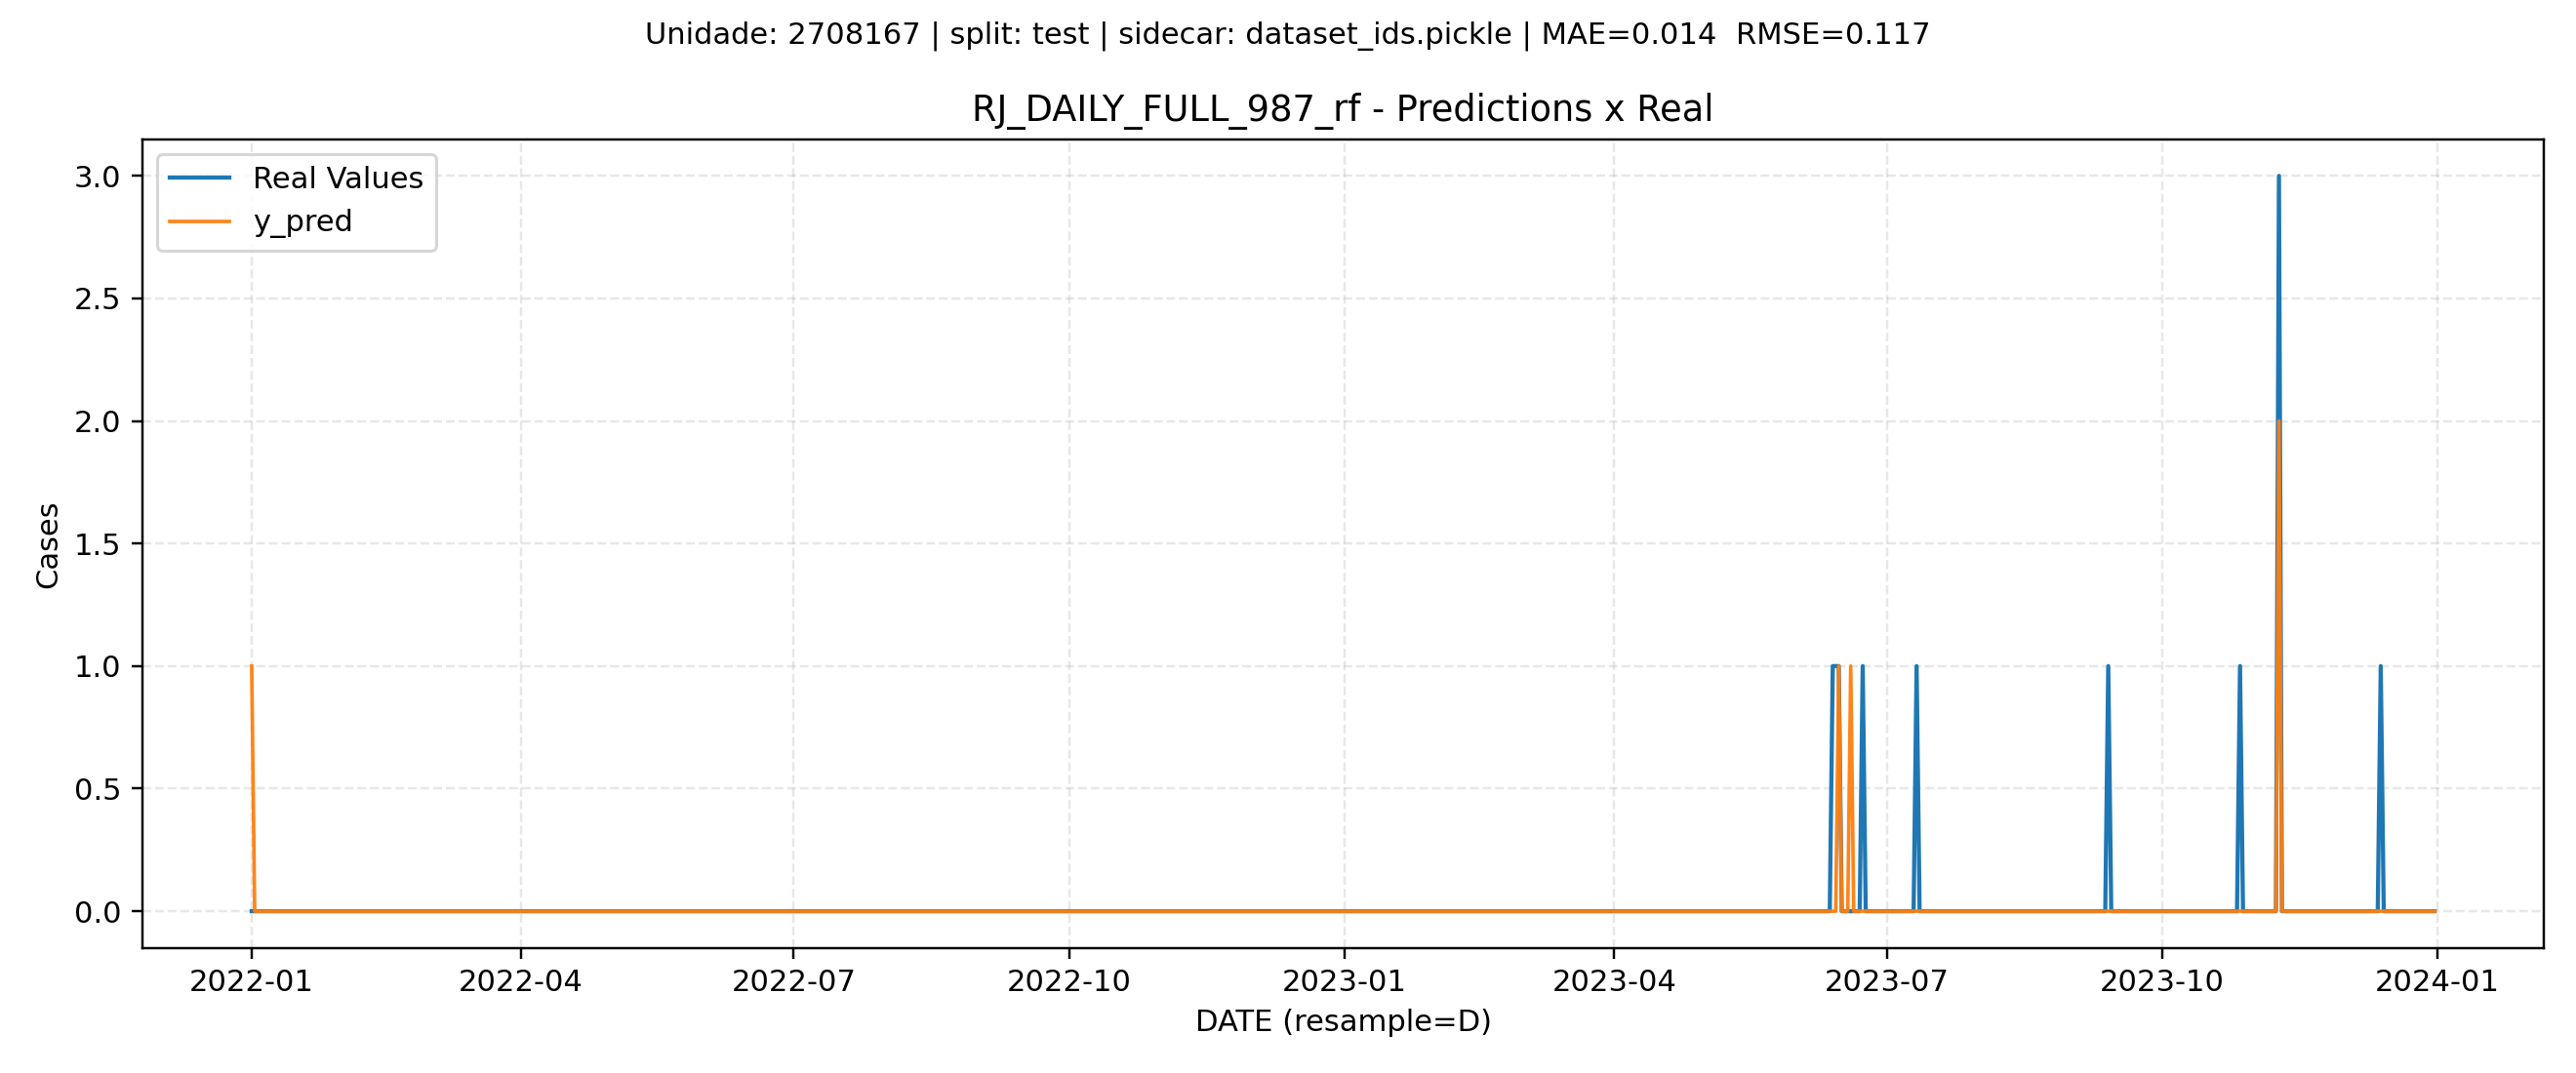 Unidade: 2708167 | split: test | sidecar: dataset_ids.pickle | MAE=0.014  RMSE=0.117
RJ_DAILY_FULL_987_rf - Predictions x Real
Real Values
y_pred
3.0
2.5
2.0
1.5
1.0
0.5
0.0
Cases
2022-01 2022-04 2022-07 2022-10 2023-01 2023-04 2023-07 2023-10 2024-01
DATE (resample=D)